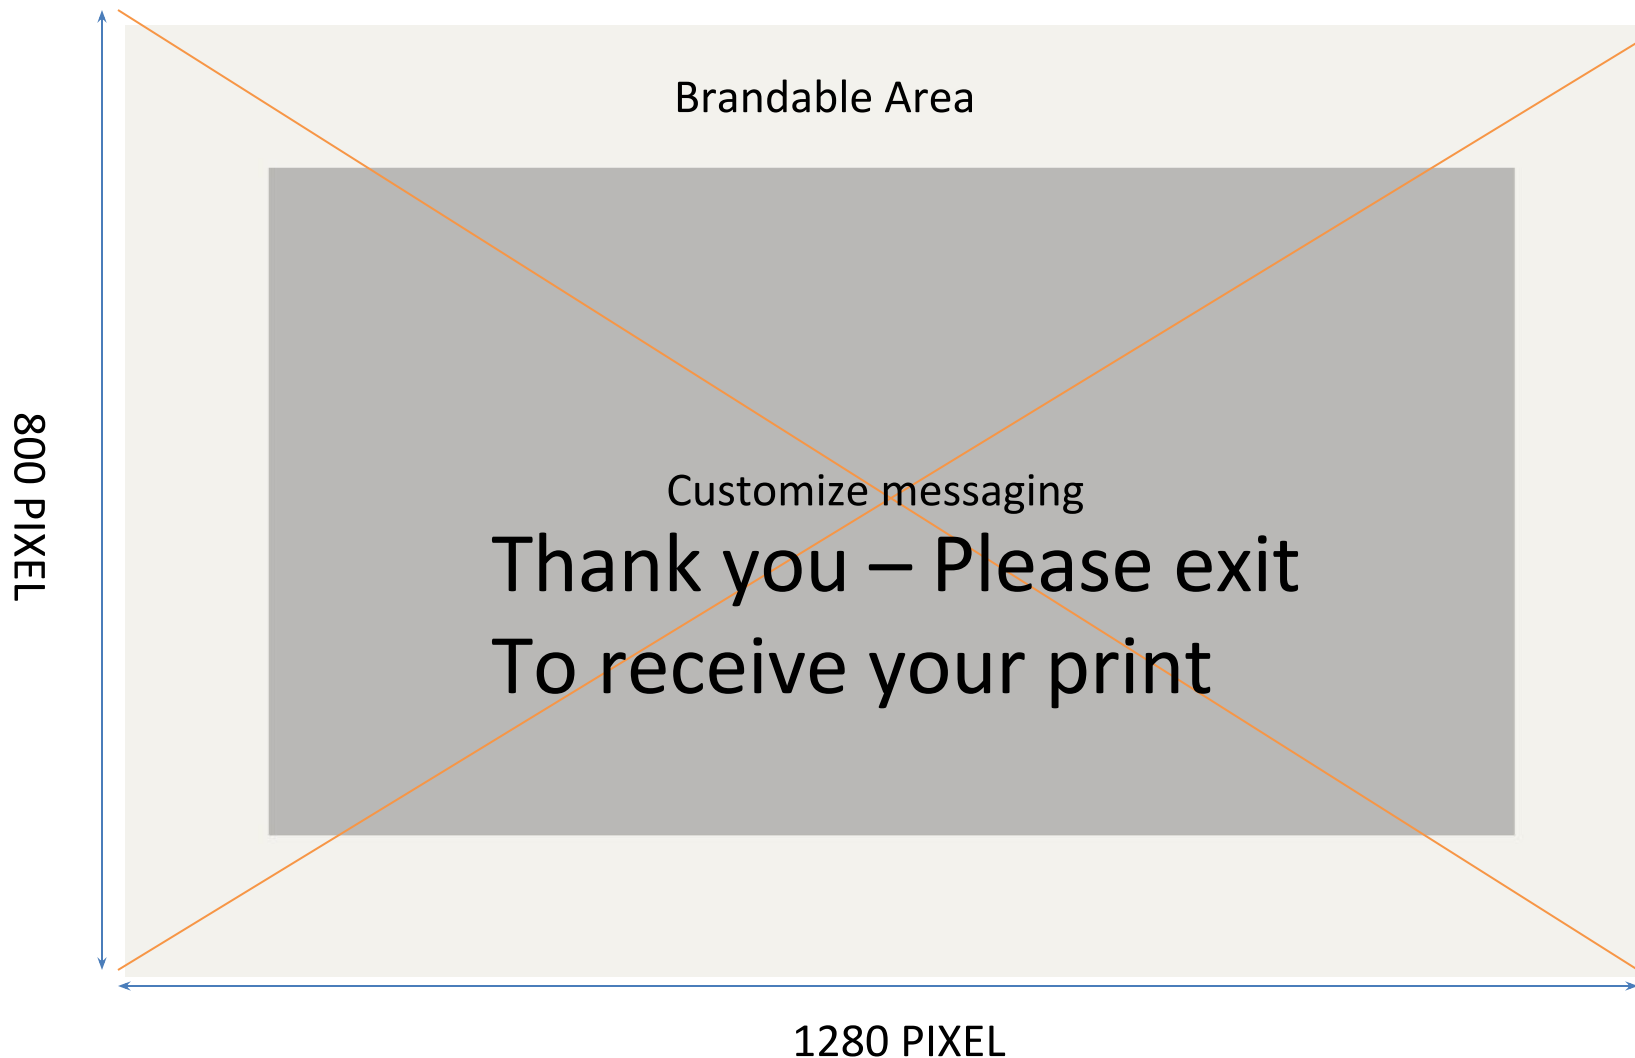 Brandable Area
800 PIXEL
Customize messaging
Thank you – Please exit
To receive your print
1280 PIXEL